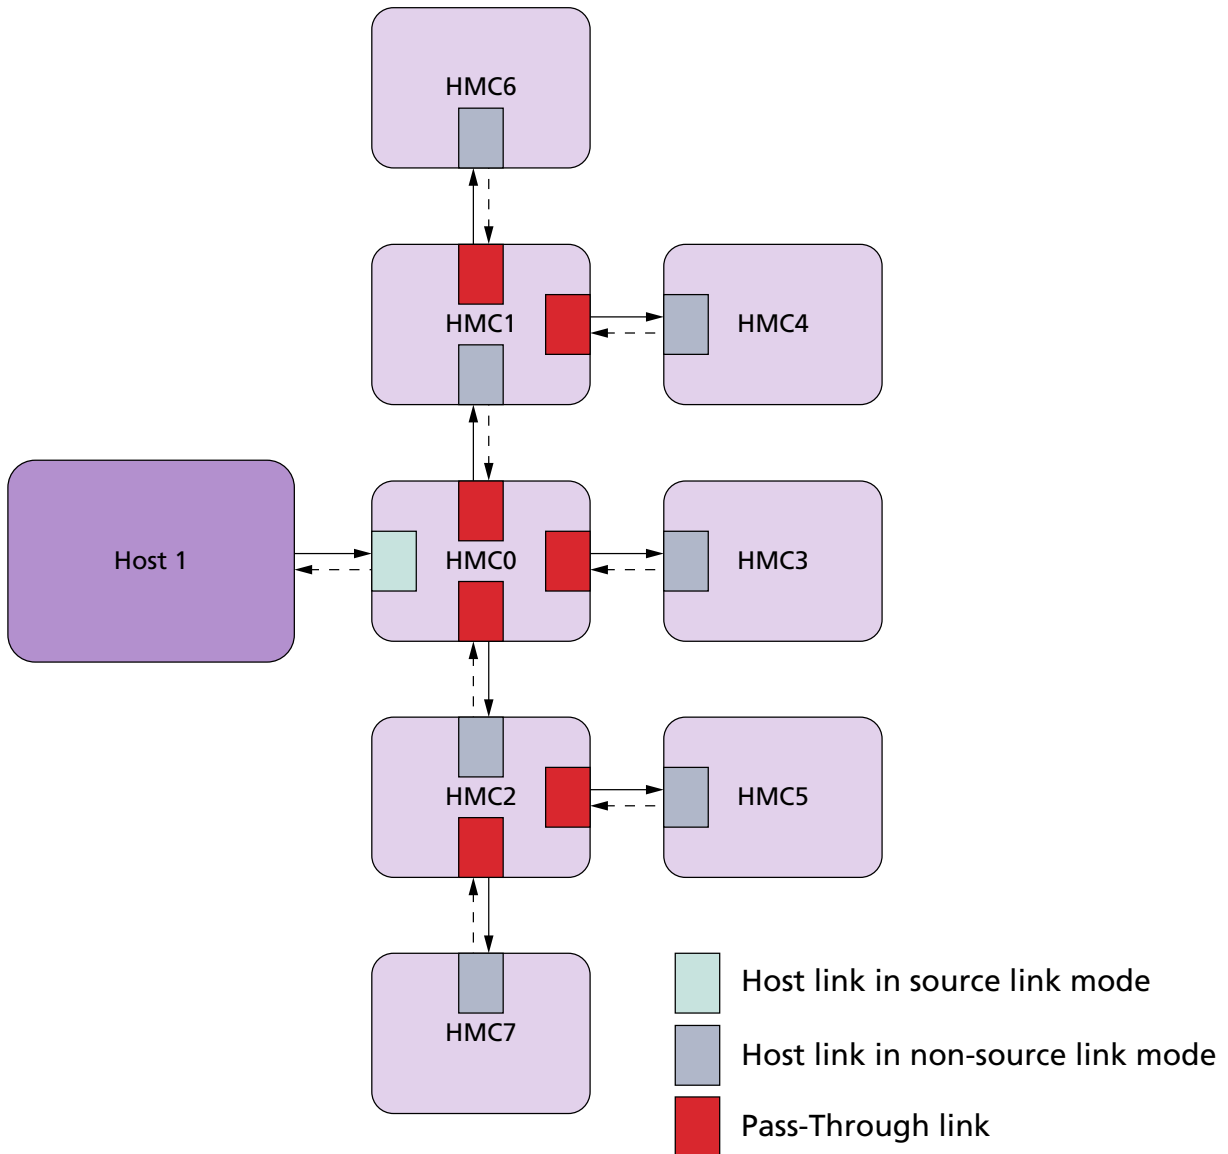 HMC6
HMC1
HMC4
Host 1
HMC0
HMC3
HMC2
HMC5
HMC7
Host link in source link mode
Host link in non-source link mode
Pass-Through link